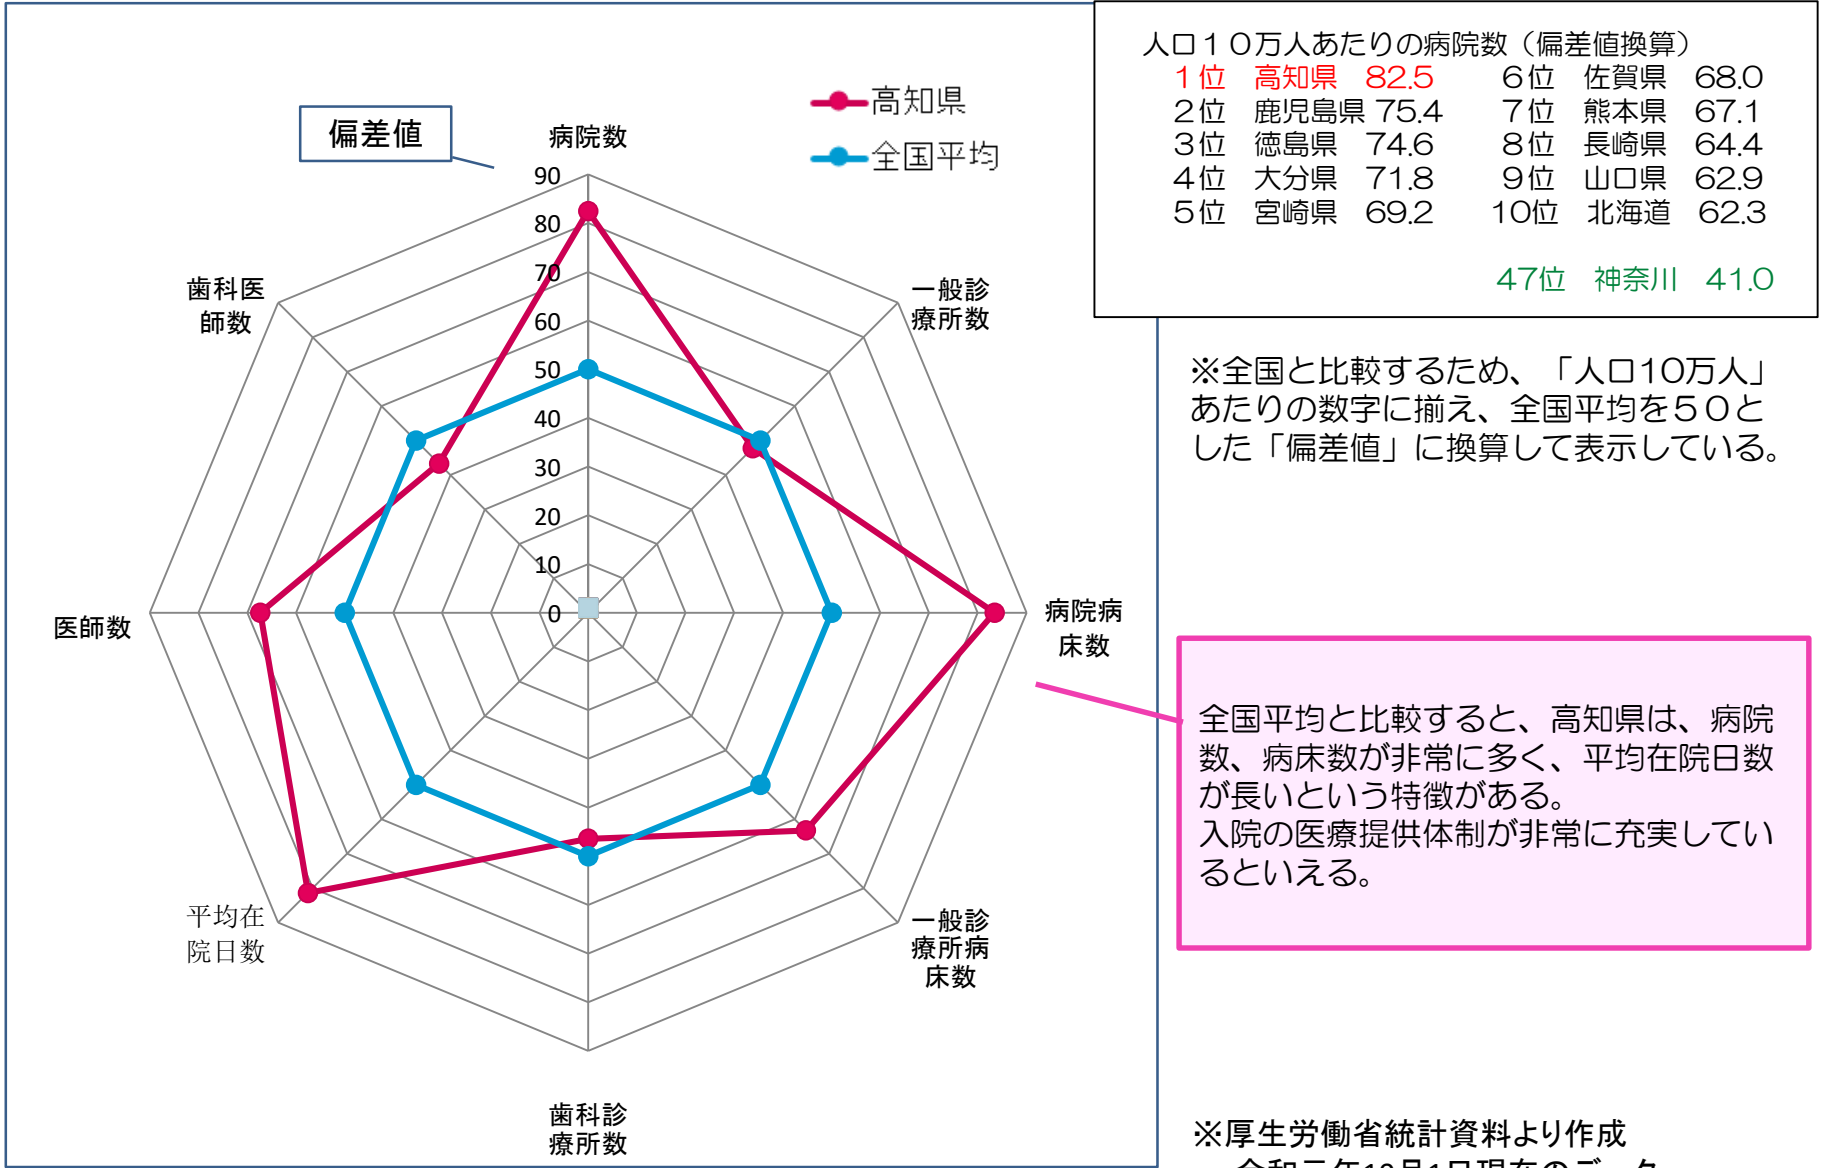 人口１０万人あたりの病院数（偏差値換算）
１位　高知県　82.5　６位　佐賀県　68.0
２位　鹿児島県 75.4　７位　熊本県　67.1
３位　徳島県　74.6　８位　長崎県　64.4
４位　大分県　71.8　９位　山口県　62.9
５位　宮崎県　69.2　10位　北海道　62.3
47位　神奈川　41.0
偏差値
高知県
全国平均
病院数
90
80
70
60
50
40
30
20
10
0
一般診
療所数
病院病
床数
一般診
療所病
床数
歯科診
療所数
平均在
院日数
医師数
歯科医
師数
※全国と比較するため、「人口10万人」
あたりの数字に揃え、全国平均を５０と
した「偏差値」に換算して表示している。
全国平均と比較すると、高知県は、病院
数、病床数が非常に多く、平均在院日数
が長いという特徴がある。
入院の医療提供体制が非常に充実してい
るといえる。
※厚生労働省統計資料より作成
令和元年10月1日現在のデータ